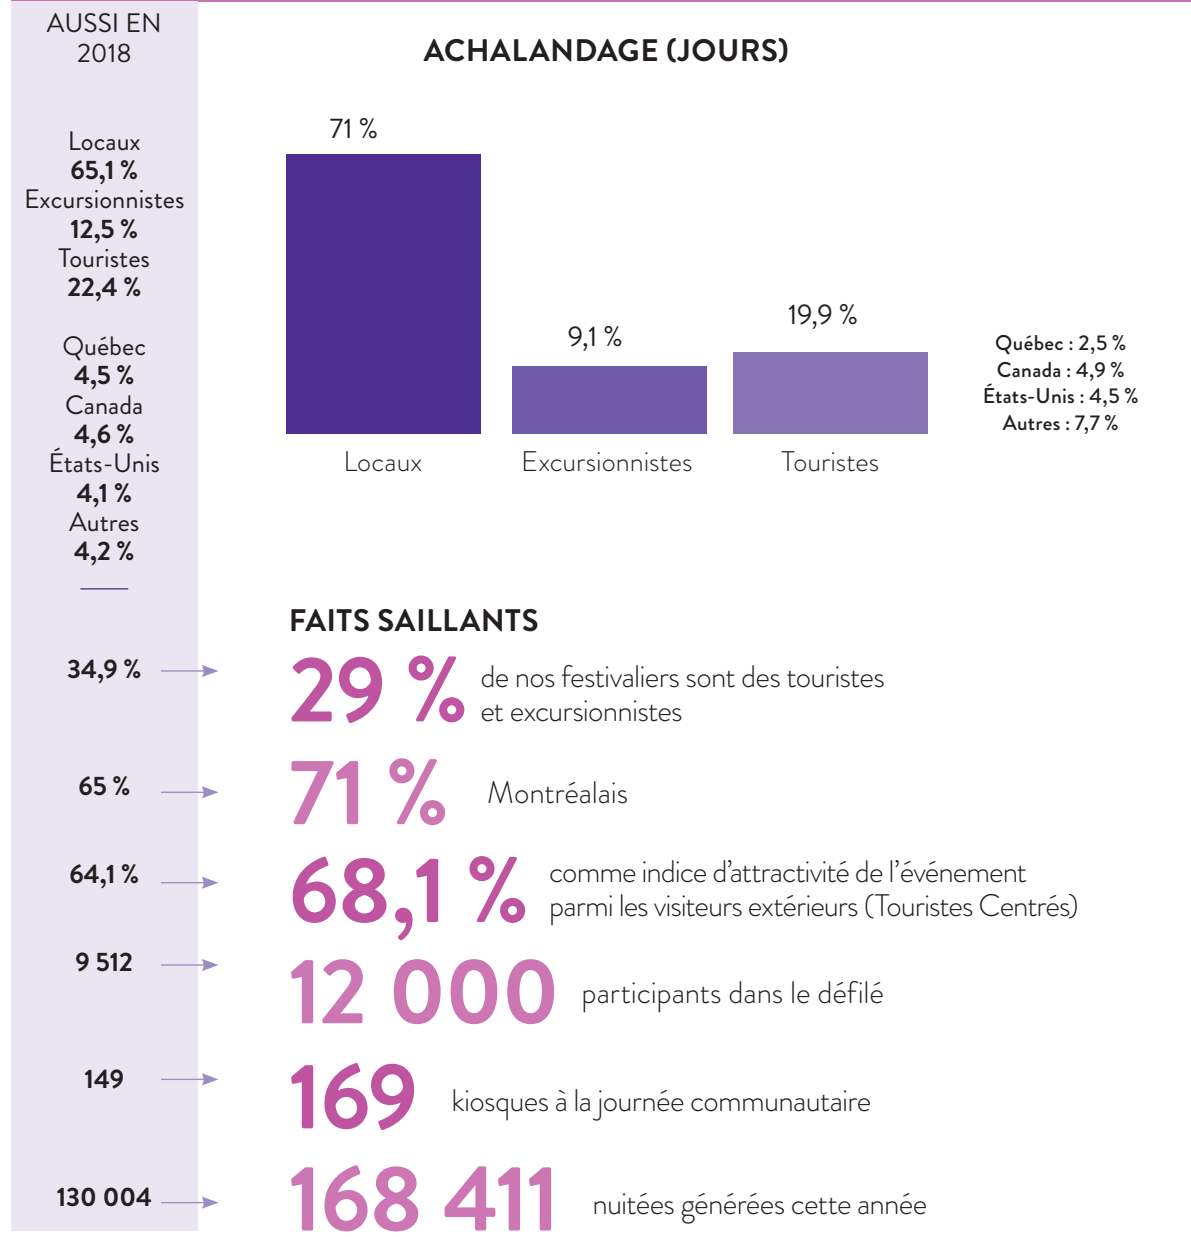 AUSSI EN
2018
Locaux
65,1 %
Excursionnistes
12,5 %
Touristes
22,4 %
Québec
4,5 %
Canada
4,6 %
États-Unis
4,1 %
Autres
4,2 %
ACHALANDAGE (JOURS)
71 %
9,1 %
19,9 %
Locaux
Excursionnistes
Touristes
Québec : 2,5 %
Canada : 4,9 %
États-Unis : 4,5 %
Autres : 7,7 %
FAITS SAILLANTS
34,9 %
29 %
de nos festivaliers sont des touristes
et excursionnistes
65 %
71 %
Montréalais
64,1 %
68,1 %
comme indice d'attractivité de l'événement
parmi les visiteurs extérieurs (Touristes Centrés)
9 512
12 000
participants dans le défilé
149
169
kiosques à la journée communautaire
130 004
168 411
nuitées générées cette année